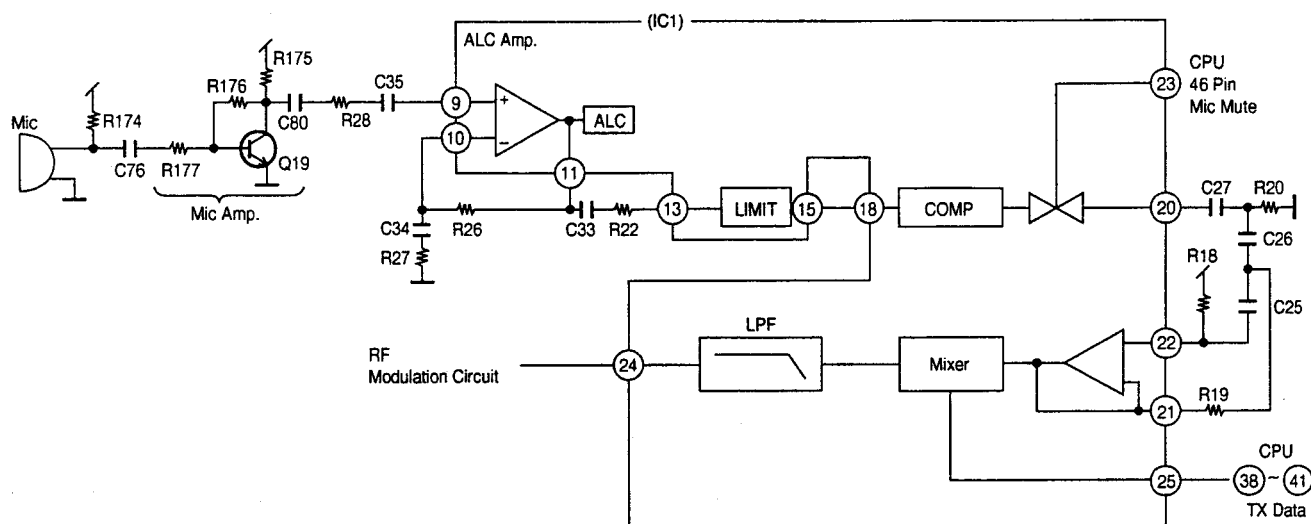 (IC1)
ALC Amp.
R175
R176
C35
9
+
ALC
23
CPU
46 Pin
Mic Mute
Mic
R174
C80
R28
10
−
Q19
C76
R177
11
Mic Amp.
13
LIMIT
15
18
COMP
20
C27
R20
C34
R26
C33
R22
C26
R27
R18
C25
LPF
22
RF
Modulation Circuit
24
Mixer
21
R19
CPU
25
38 ~ 41
TX Data